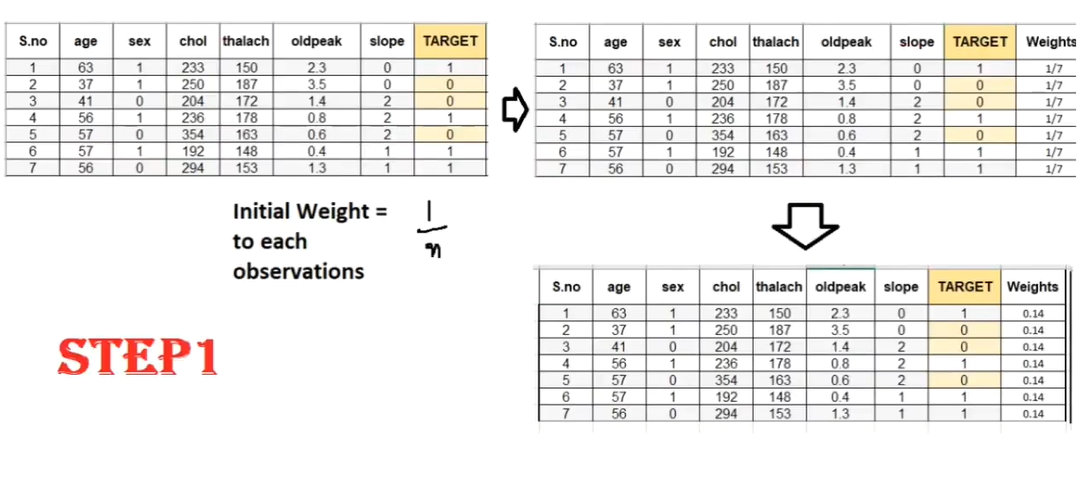 S.no age sex chol thalach oldpeak slope TARGET
1 63 1 233 150 2.3 0 1
2 37 1 250 187 3.5 0 0
3 41 0 204 172 1.4 2 0
4 56 1 236 178 0.8 2 1
5 57 0 354 163 0.6 2 0
6 57 1 192 148 0.4 1 1
7 56 0 294 153 1.3 1 1
S.no age sex chol thalach oldpeak slope TARGET Weights
1 63 1 233 150 2.3 0 1 1/7
2 37 1 250 187 3.5 0 0 1/7
3 41 0 204 172 1.4 2 0 1/7
4 56 1 236 178 0.8 2 1 1/7
5 57 0 354 163 0.6 2 0 1/7
6 57 1 192 148 0.4 1 1 1/7
7 56 0 294 153 1.3 1 1 1/7
Initial Weight = 1/n
to each
observations
STEP1
S.no age sex chol thalach oldpeak slope TARGET Weights
1 63 1 233 150 2.3 0 1 0.14
2 37 1 250 187 3.5 0 0 0.14
3 41 0 204 172 1.4 2 0 0.14
4 56 1 236 178 0.8 2 1 0.14
5 57 0 354 163 0.6 2 0 0.14
6 57 1 192 148 0.4 1 1 0.14
7 56 0 294 153 1.3 1 1 0.14